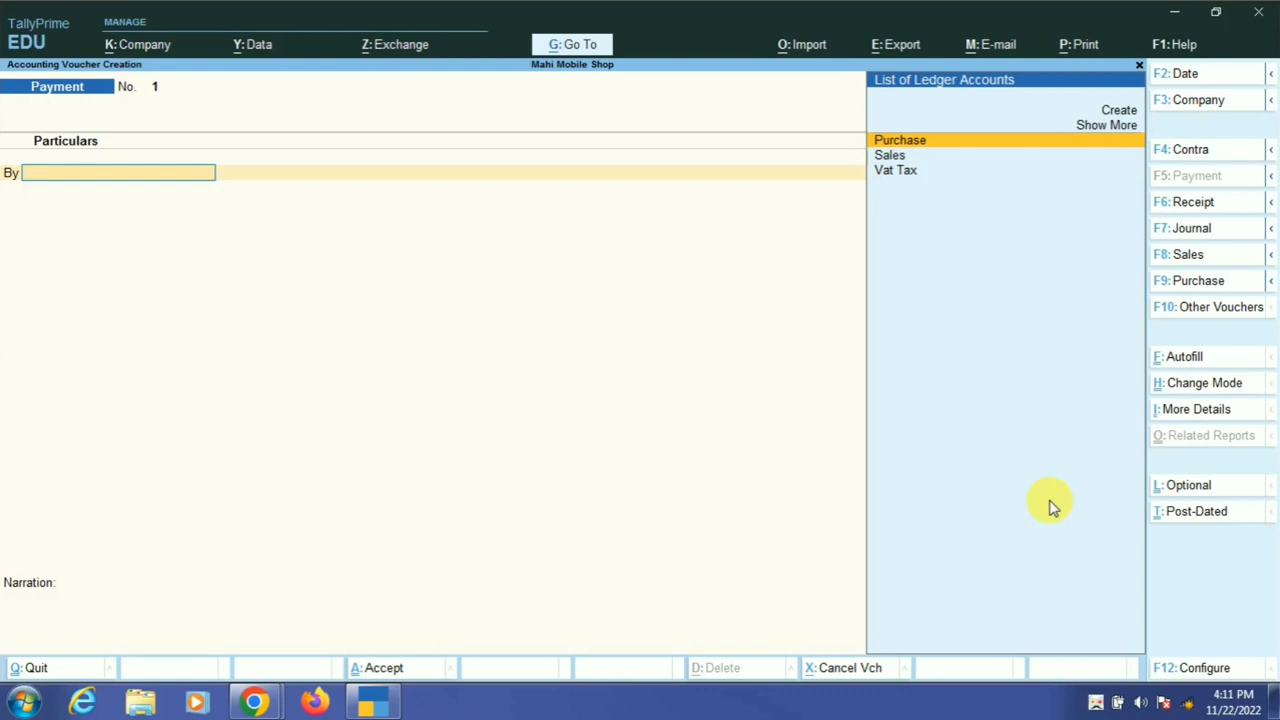 TallyPrime
EDU
MANAGE
K:Company
Y:Data
Z:Exchange
G: Go To
O:Import
E:Export
M:E-mail
P:Print
F1:Help
Accounting Voucher Creation
Mahi Mobile Shop
Payment No. 1
Particulars
By
Narration:
List of Ledger Accounts
Create
Show More
Purchase
Sales
Vat Tax
F2: Date
F3: Company
F4: Contra
F5: Payment
F6: Receipt
F7: Journal
F8: Sales
F9: Purchase
F10: Other Vouchers
F: Autofill
H: Change Mode
I: More Details
O: Related Reports
L: Optional
T: Post-Dated
Q: Quit
A: Accept
D: Delete
X: Cancel Vch
F12: Configure
4:11 PM
11/22/2022